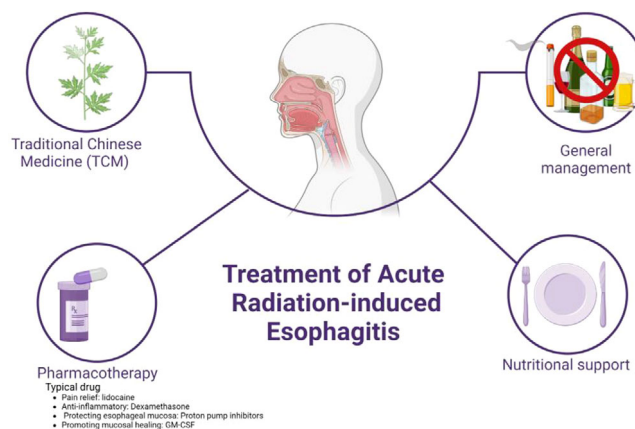 Traditional Chinese
Medicine (TCM)
General
management
Treatment of Acute
Radiation-induced
Esophagitis
Pharmacotherapy
Typical drug
• Pain relief: lidocaine
• Anti-inflammatory: Dexamethasone
• Protecting esophageal mucosa: Proton pump inhibitors
• Promoting mucosal healing: GM-CSF
Nutritional support